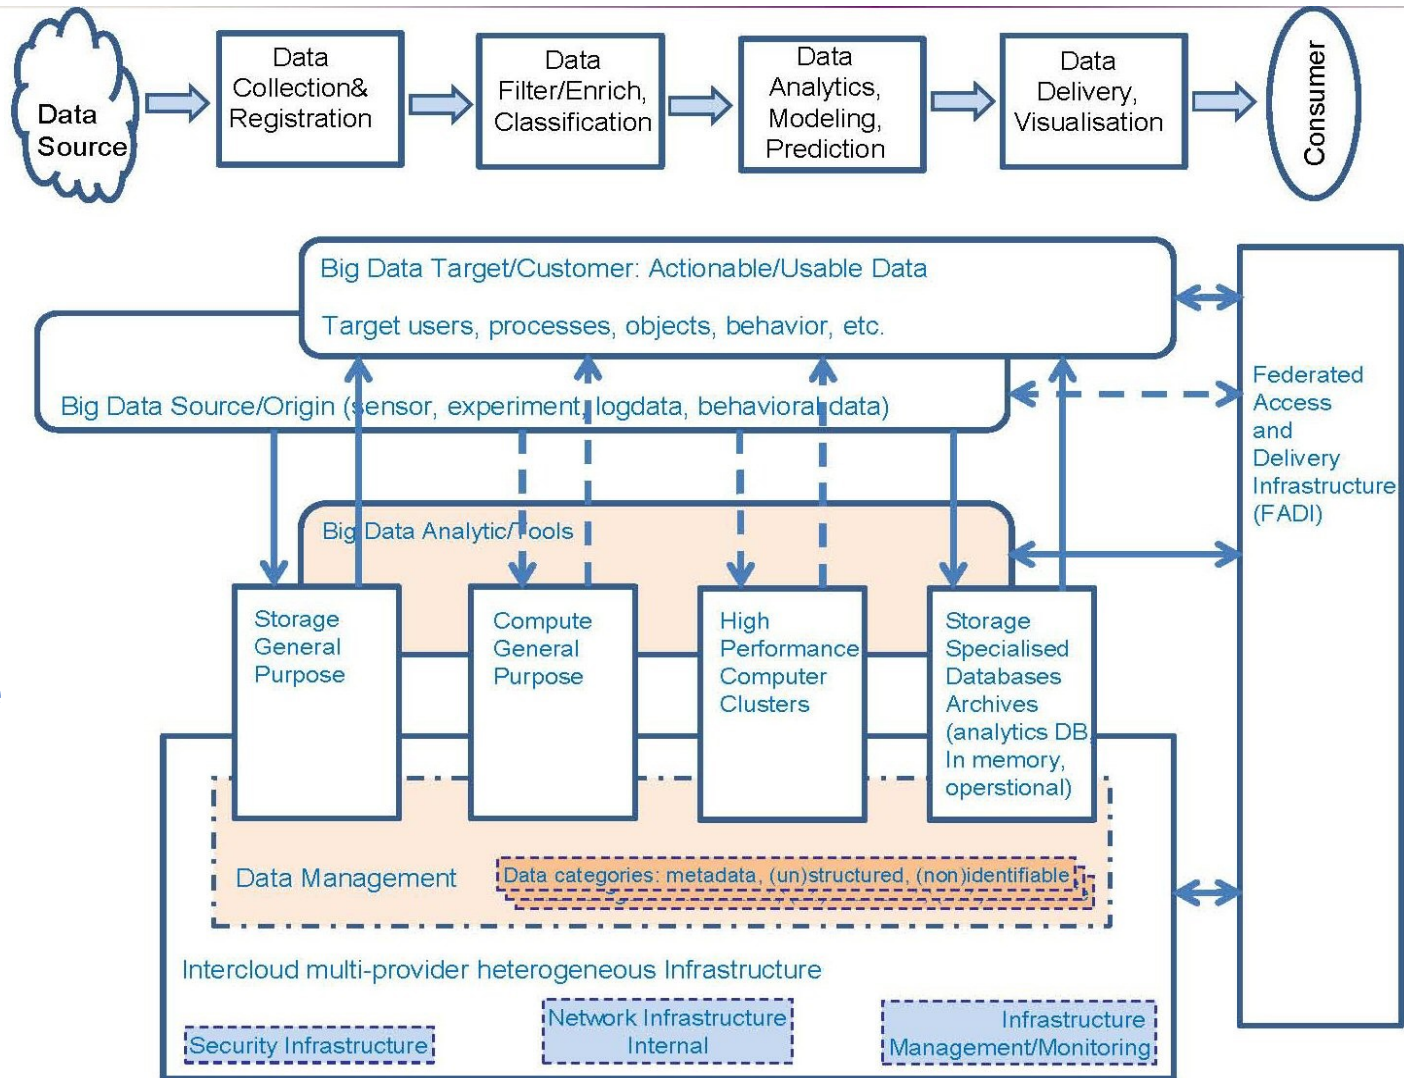 Data
Source
Data
Collection&
Registration
Data
Filter/Enrich,
Classification
Data
Analytics,
Modeling,
Prediction
Data
Delivery,
Visualisation
Consumer
Big Data Target/Customer: Actionable/Usable Data
Target users, processes, objects, behavior, etc.
Big Data Source/Origin (sensor, experiment, logdata, behavioral data)
Big Data Analytic/Tools
Storage
General
Purpose
Compute
General
Purpose
High
Performance
Computer
Clusters
Storage
Specialised
Databases
Archives
(analytics DB,
In memory,
operstional)
Federated
Access
and
Delivery
Infrastructure
(FADI)
Data Management
Data categories: metadata, (un)structured, (non)identifiable
Intercloud multi-provider heterogeneous Infrastructure
Security Infrastructure
Network Infrastructure
Internal
Infrastructure
Management/Monitoring